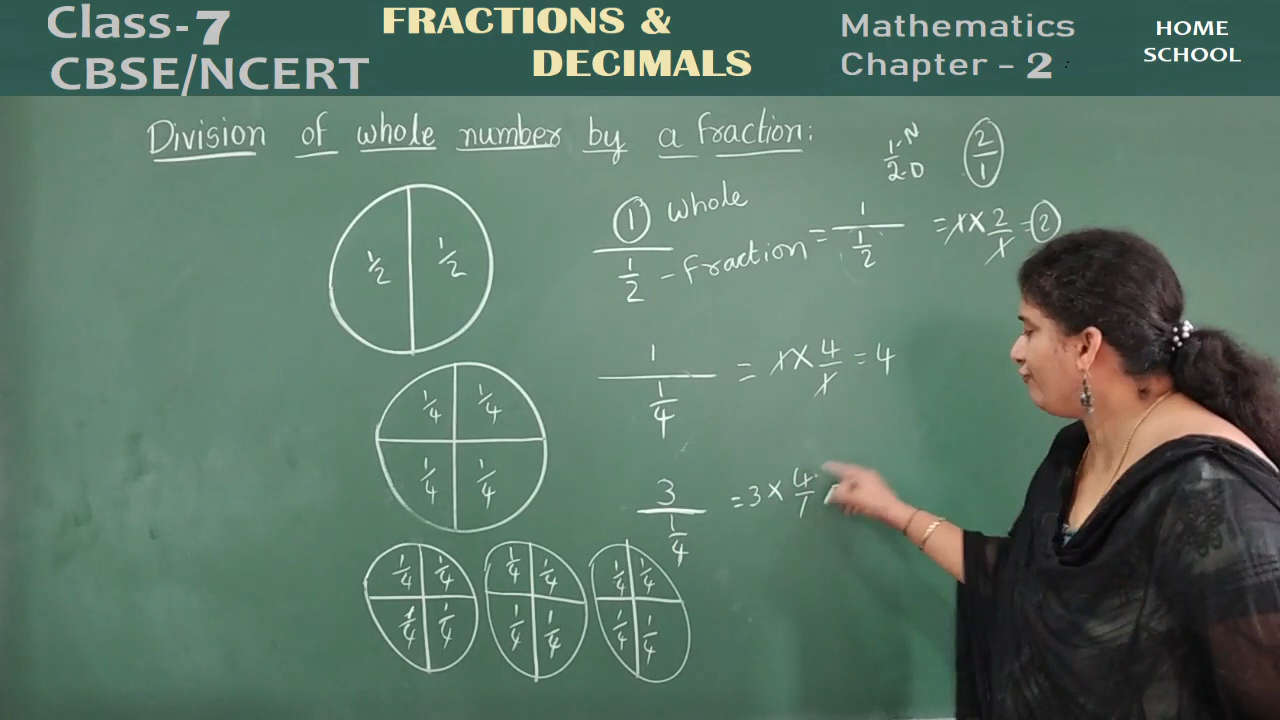 Class-7
CBSE/NCERT
FRACTIONS &
DECIMALS
Mathematics
Chapter - 2
HOME
SCHOOL
Division of whole number by a fraction:
1/2 1/2
1-N
2-D
2/1
1 whole
1/2 - fraction = 1/(1/2) = 1 × 2/1 = 2
1/4 1/4
1/4 1/4
1/(1/4) = 1 × 4/1 = 4
3/(1/4) = 3 × 4/1
1/4 1/4 1/4 1/4 1/4 1/4
1/4 1/4 1/4 1/4 1/4 1/4